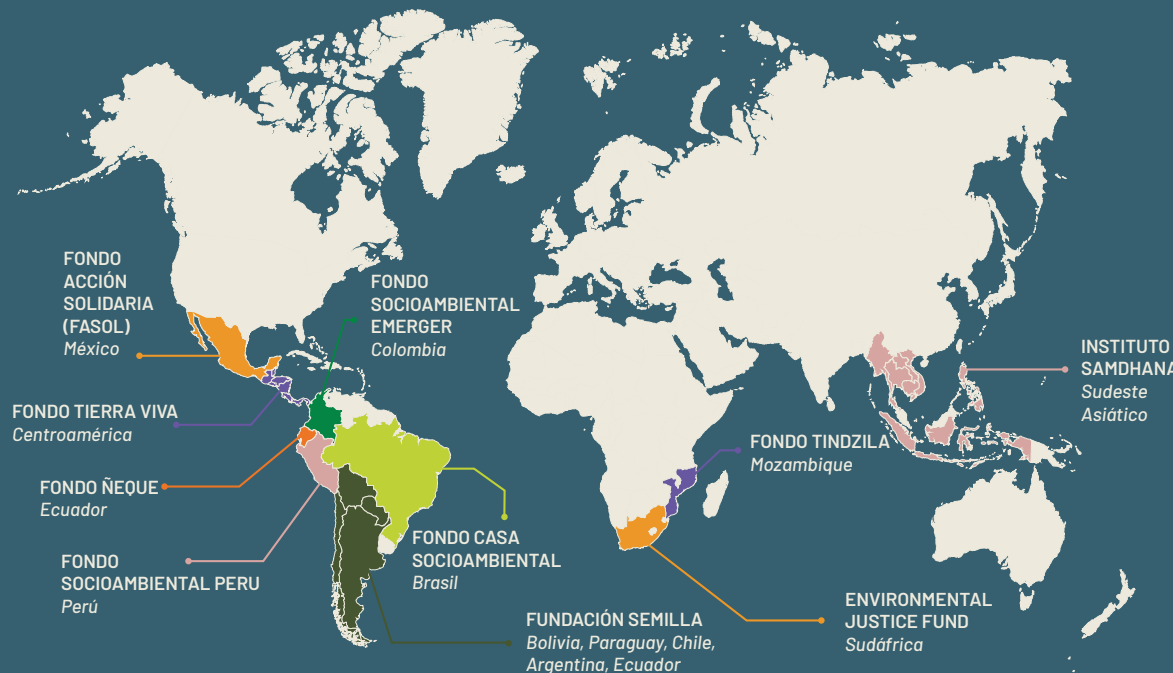 FONDO
ACCIÓN
SOLIDARIA
(FASOL)
México
FONDO
SOCIOAMBIENTAL
EMERGER
Colombia
INSTITUTO
SAMDHANA
Sudeste
Asiático
FONDO TIERRA VIVA
Centroamérica
FONDO TINDZILA
Mozambique
FONDO ÑEQUE
Ecuador
FONDO CASA
SOCIOAMBIENTAL
Brasil
FONDO
SOCIOAMBIENTAL PERU
Perú
ENVIRONMENTAL
JUSTICE FUND
Sudáfrica
FUNDACIÓN SEMILLA
Bolivia, Paraguay, Chile,
Argentina, Ecuador